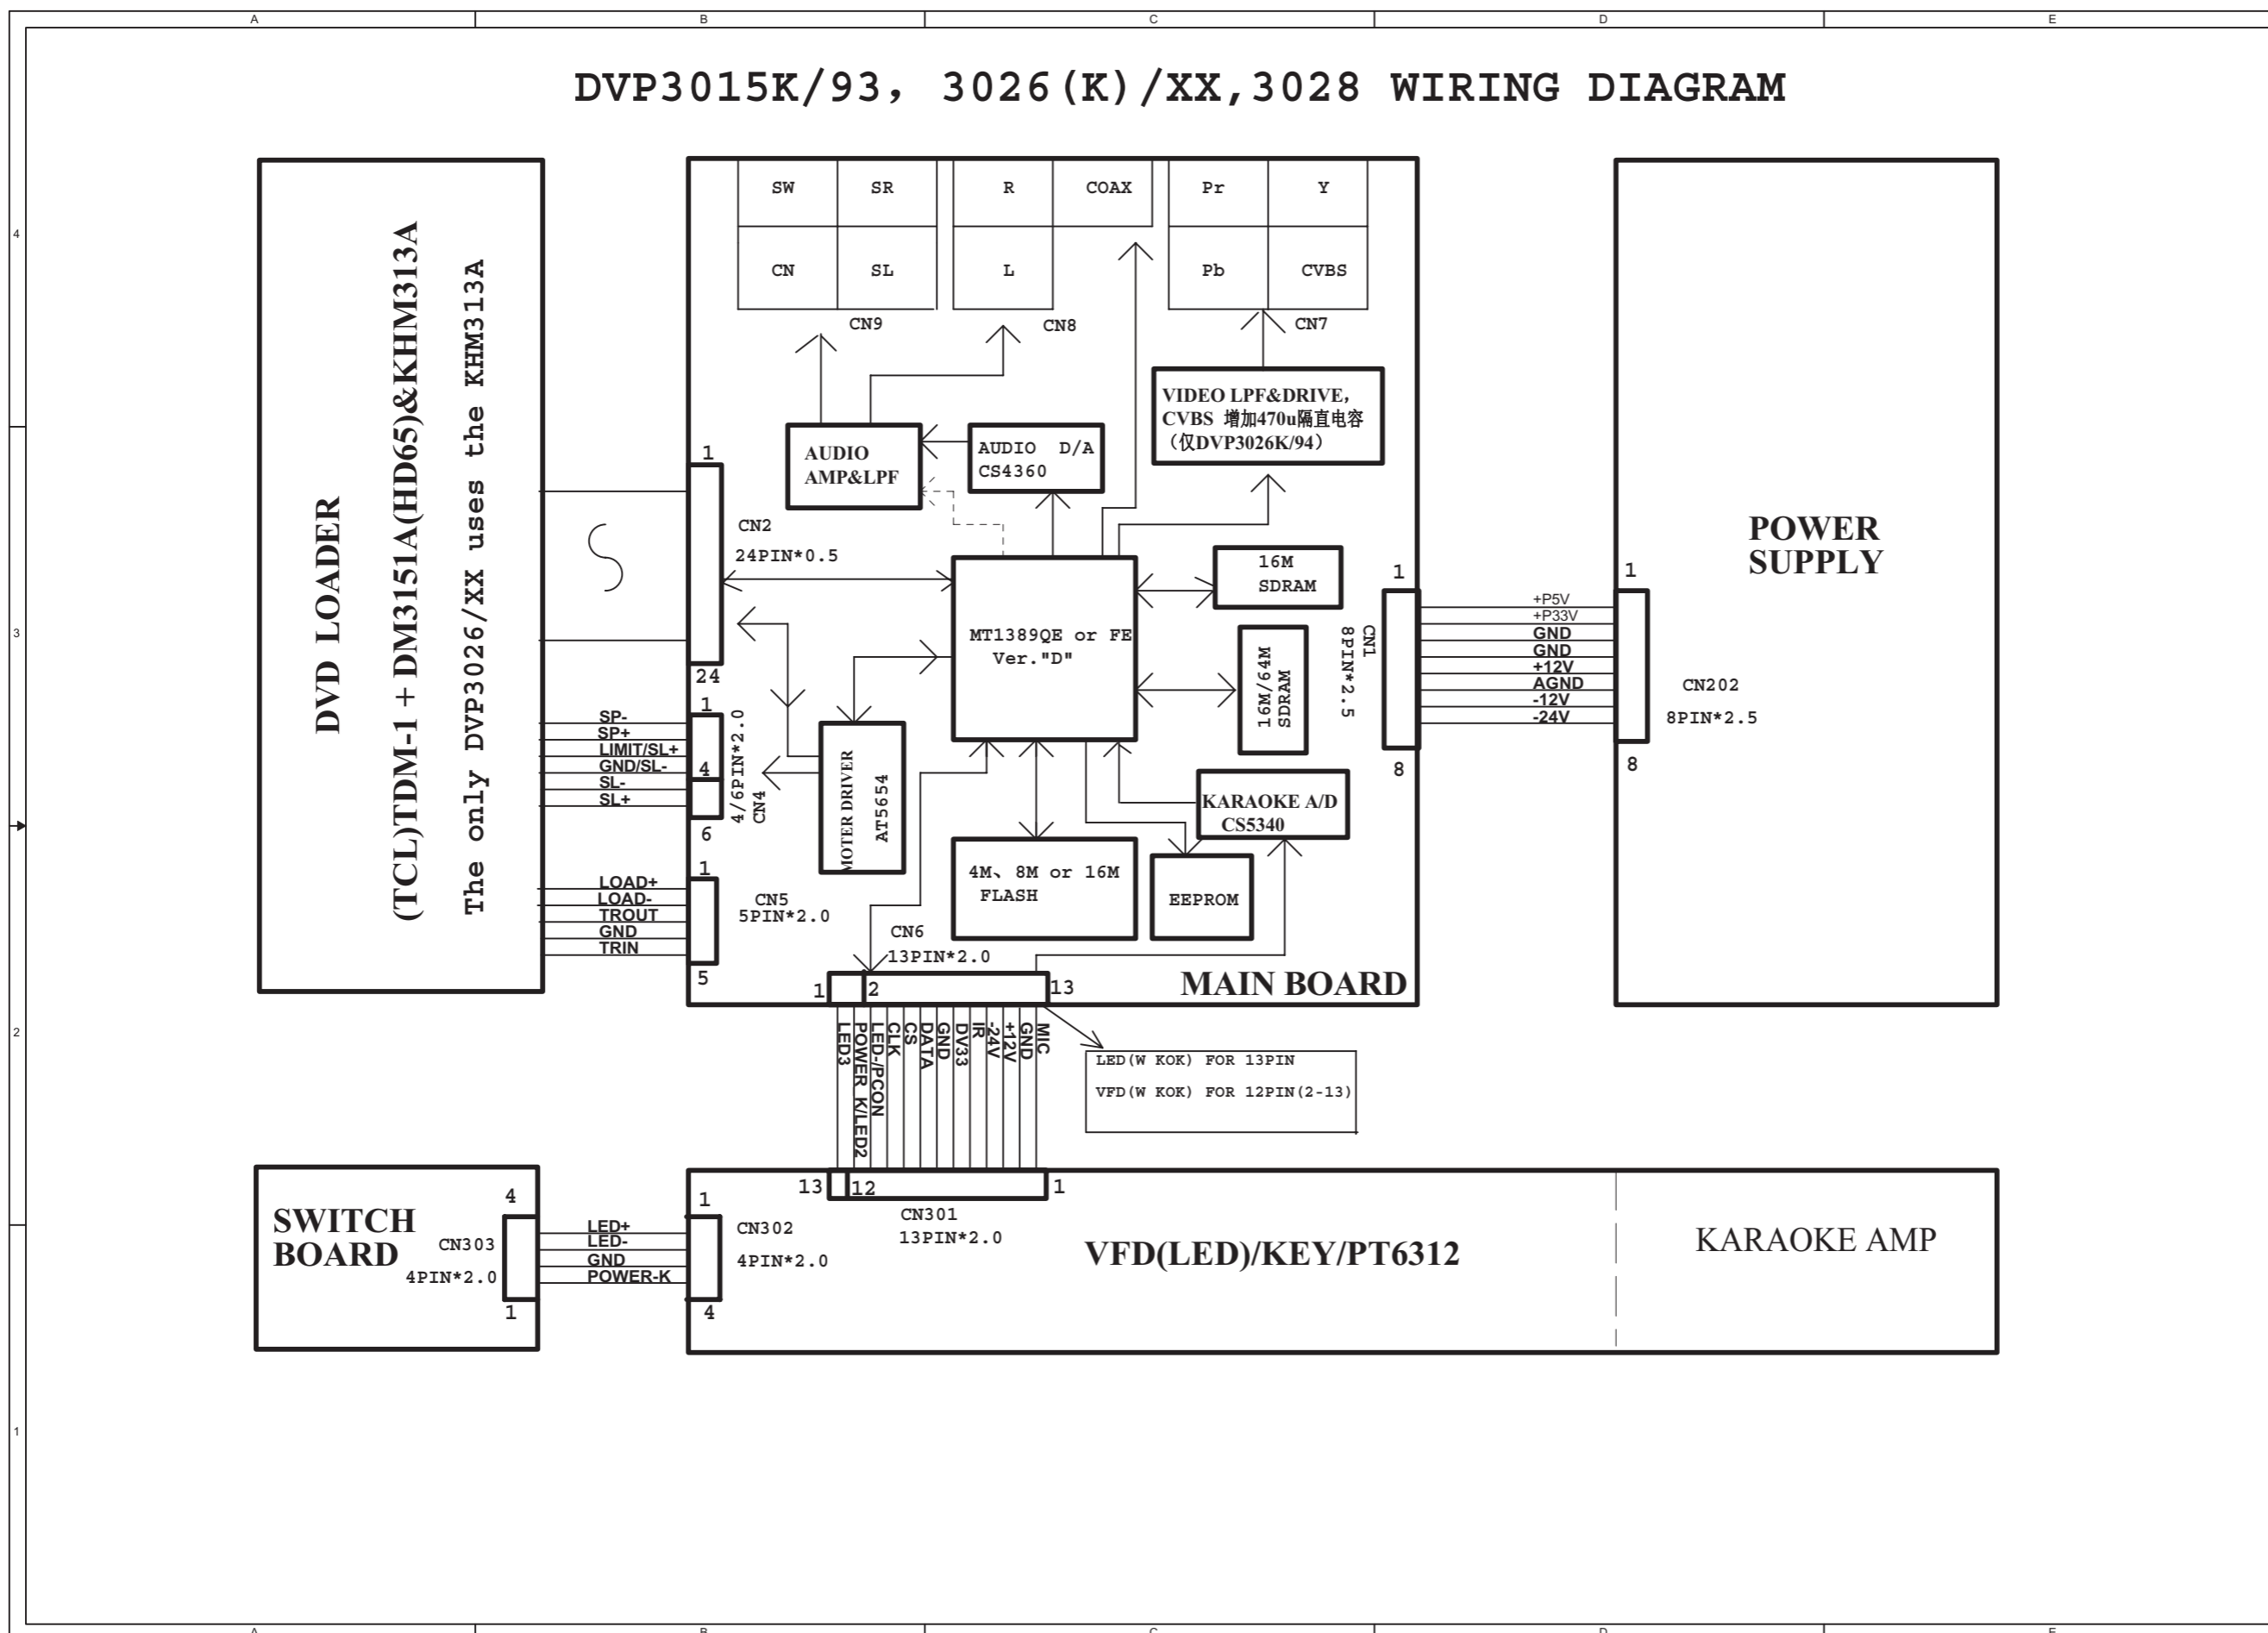 A B C D E
DVP3015K/93，3026(K)/XX,3028 WIRING DIAGRAM
4
3
2
1
DVD LOADER
(TCL)TDM-1 + DM3151A(HD65)&KHM313A
The only DVP3026/XX uses the KHM313A
SW SR
CN SL
CN9
R COAX
L
CN8
Pr Y
Pb CVBS
CN7
VIDEO LPF&DRIVE,
CVBS 增加470u隔直电容
（仅DVP3026K/94）
AUDIO
AMP&LPF
AUDIO D/A
CS4360
1
CN2
24PIN*0.5
24
MT1389QE or FE
Ver."D"
16M
SDRAM
16M/64M
SDRAM
1
CN1
8PIN*2.5
8
+P5V
+P33V
GND
GND
+12V
AGND
-12V
-24V
1
CN202
8PIN*2.5
8
POWER
SUPPLY
SP-
SP+
LIMIT/SL+
GND/SL-
SL-
SL+
1
4
6
4/6PIN*2.0
CN4
MOTER DRIVER
AT5654
KARAOKE A/D
CS5340
4M、8M or 16M
FLASH
EEPROM
LOAD+
LOAD-
TROUT
GND
TRIN
1
5
CN5
5PIN*2.0
CN6
13PIN*2.0
1 2 13
MAIN BOARD
LED3
POWER K/LED2
LED-/PCON
CLK
CS
DATA
GND
DV33
IR
-24V
+12V
GND
MIC
LED(W KOK) FOR 13PIN
VFD(W KOK) FOR 12PIN(2-13)
13 12 1
CN301
13PIN*2.0
SWITCH
BOARD
4
CN303
4PIN*2.0
1
LED+
LED-
GND
POWER-K
1
CN302
4PIN*2.0
4
VFD(LED)/KEY/PT6312
KARAOKE AMP
A B C D E